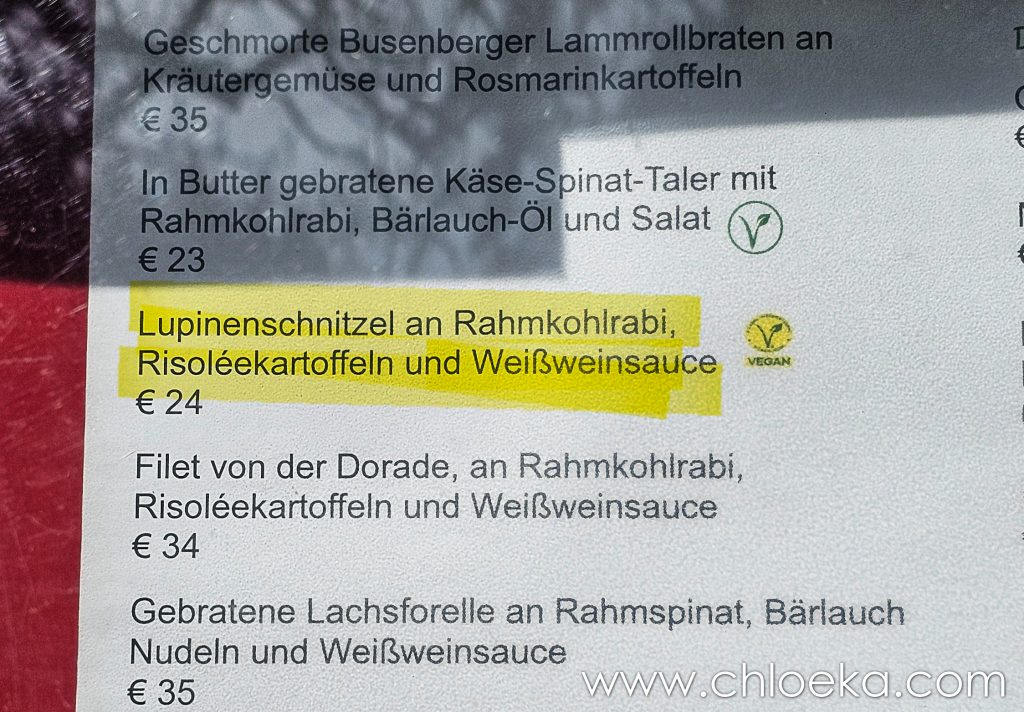 Geschmorte Busenberger Lammrollbraten an
Kräutergemüse und Rosmarinkartoffeln
€ 35
In Butter gebratene Käse-Spinat-Taler mit
Rahmkohlrabi, Bärlauch-Öl und Salat
€ 23
Lupinenschnitzel an Rahmkohlrabi,
Risoléekartoffeln und Weißweinsauce
VEGAN
€ 24
Filet von der Dorade, an Rahmkohlrabi,
Risoléekartoffeln und Weißweinsauce
€ 34
Gebratene Lachsforelle an Rahmspinat, Bärlauch
Nudeln und Weißweinsauce
€ 35
www.chloeka.com